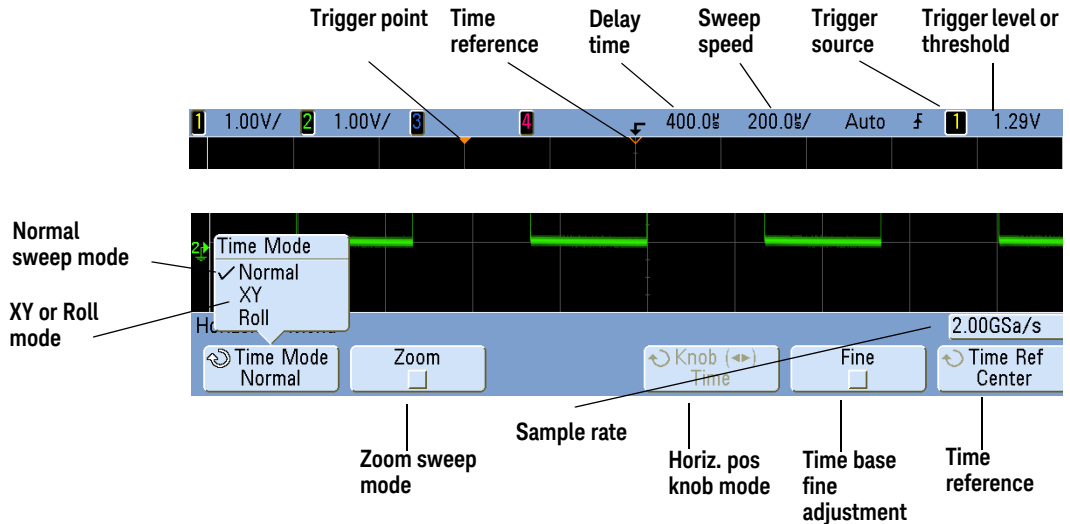 Trigger point
Time reference
Delay time
Sweep speed
Trigger source
Trigger level or threshold
1 1.00V/ 2 1.00V/ 3 4 400.0µs 200.0µs/ Auto 1 1.29V
Normal sweep mode
XY or Roll mode
2
Time Mode
✓ Normal
XY
Roll
2.00GSa/s
Time Mode
Normal
Zoom
Knob (◄►)
Time
Fine
Time Ref
Center
Sample rate
Zoom sweep mode
Horiz. pos knob mode
Time base fine adjustment
Time reference